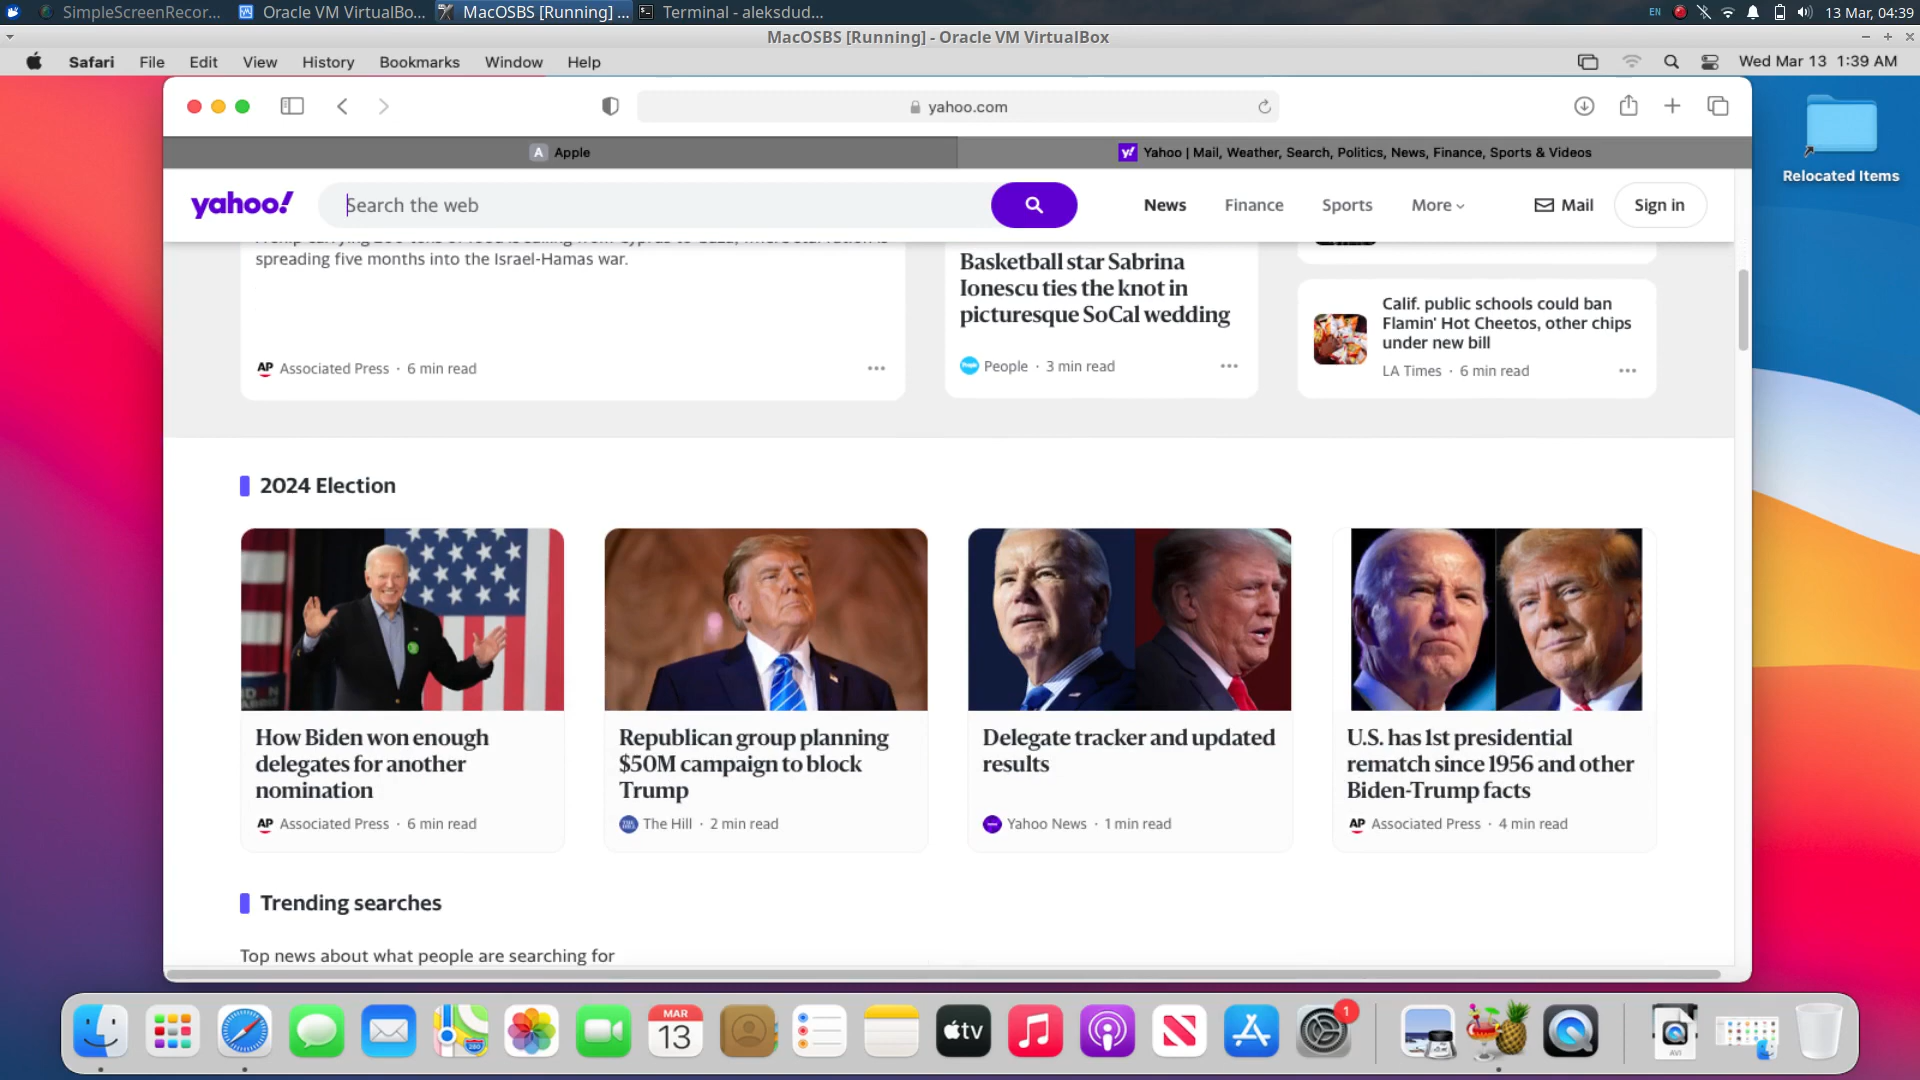 SimpleScreenRecor...
Oracle VM VirtualBo...
MacOSBS [Running] ...
Terminal - aleksdud...
EN
13 Mar, 04:39
MacOSBS [Running] - Oracle VM VirtualBox
Safari File Edit View History Bookmarks Window Help
Wed Mar 13 1:39 AM
yahoo.com
A Apple
y! Yahoo | Mail, Weather, Search, Politics, News, Finance, Sports & Videos
yahoo!
Search the web
News Finance Sports More Mail Sign in
Relocated Items
spreading five months into the Israel-Hamas war.
AP Associated Press · 6 min read
Basketball star Sabrina
Ionescu ties the knot in
picturesque SoCal wedding
People · 3 min read
Calif. public schools could ban
Flamin' Hot Cheetos, other chips
under new bill
LA Times · 6 min read
2024 Election
How Biden won enough
delegates for another
nomination
AP Associated Press · 6 min read
Republican group planning
$50M campaign to block
Trump
The Hill · 2 min read
Delegate tracker and updated
results
Yahoo News · 1 min read
U.S. has 1st presidential
rematch since 1956 and other
Biden-Trump facts
AP Associated Press · 4 min read
Trending searches
Top news about what people are searching for
MAR
13
tv
1
AVI